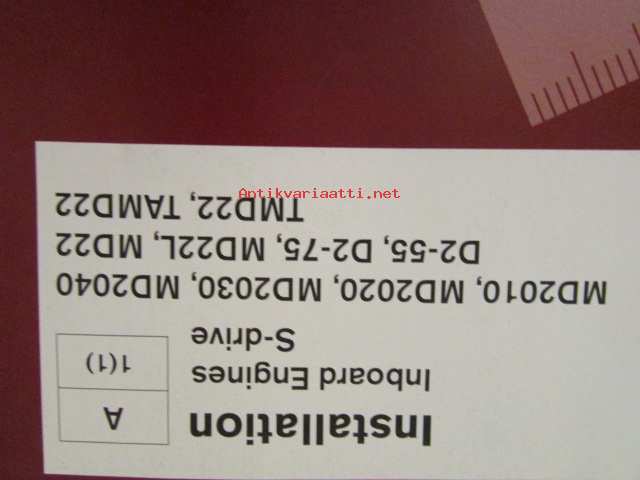 Installation
A
Inboard Engines
S-drive
1(1)
MD2010, MD2020, MD2030, MD2040
D2-55, D2-75, MD22L, MD22
TMD22, TAMD22
Antikvariaatti.net